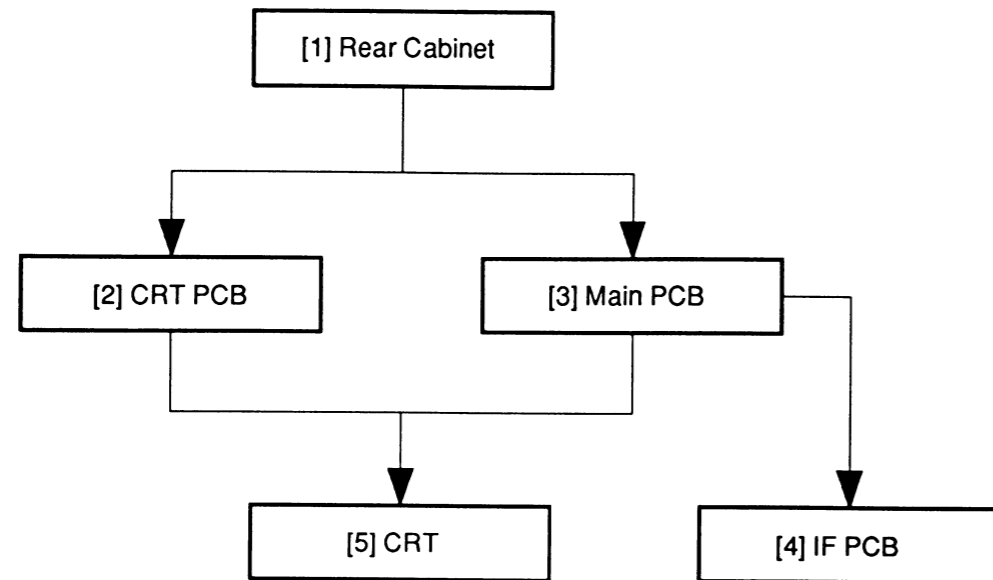 [1] Rear Cabinet
[2] CRT PCB
[3] Main PCB
[5] CRT
[4] IF PCB